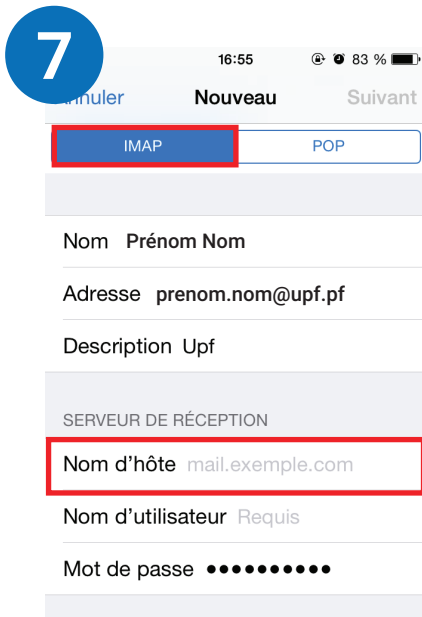 7
16:55 83 %
Annuler Nouveau Suivant
IMAP POP
Nom Prénom Nom
Adresse prenom.nom@upf.pf
Description Upf
SERVEUR DE RÉCEPTION
Nom d’hôte mail.exemple.com
Nom d’utilisateur Requis
Mot de passe ●●●●●●●●●●